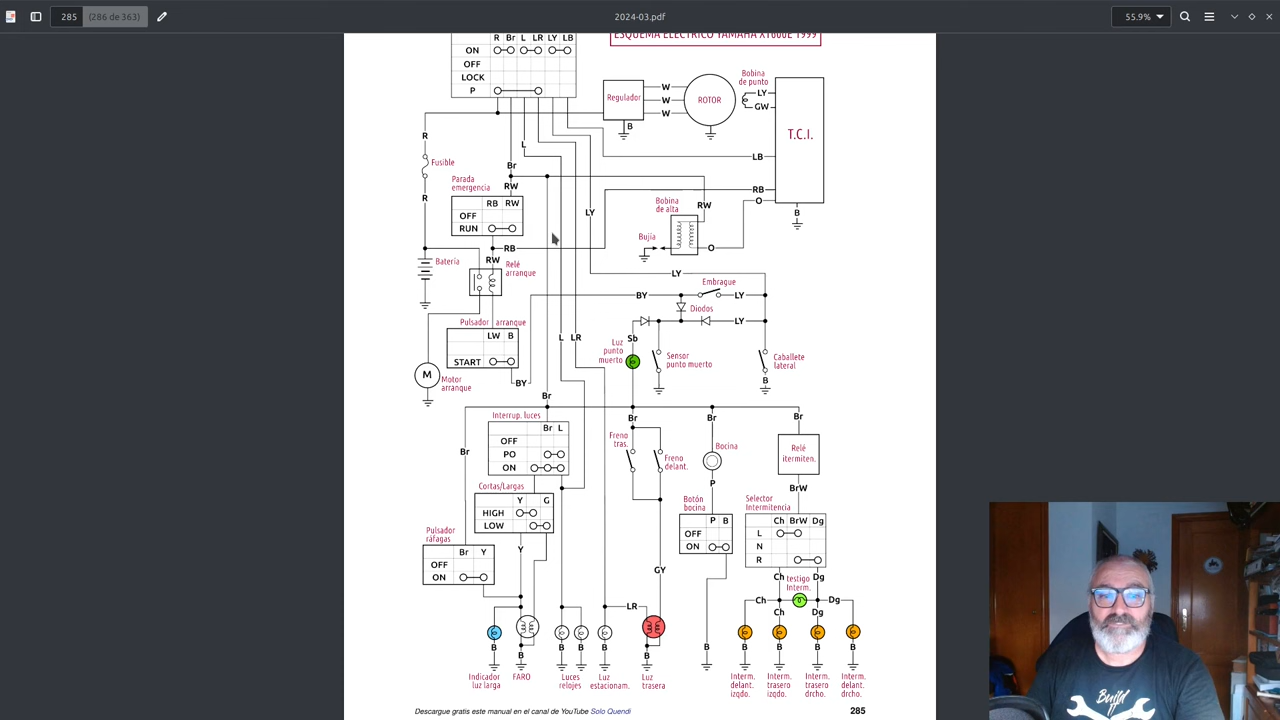 285
(286 de 363)
2024-03.pdf
55.9%
ESQUEMA ELÉCTRICO YAMAHA XT600E 1999
R Br L LR LY LB
ON
OFF
LOCK
P
Regulador
B
W
W
W
ROTOR
Bobina
de punto
LY
GW
T.C.I.
R
Fusible
R
L
Br
RW
LB
Parada
emergencia
RB RW
OFF
RUN
LY
Bobina
de alta
RW
RB
O
B
Bujía
O
RB
RW
Batería
Relé
arranque
LY
Embrague
BY
LY
Diodos
LY
Pulsador arranque
LW B
START
L LR
Sb
Luz
punto
muerto
Sensor
punto muerto
Caballete
lateral
B
M
Motor
arranque
BY
Br
Interrup. luces
Br L
OFF
PO
ON
Br
Br
Freno
tras.
Freno
delant.
Br
Bocina
P
Br
Relé
itermiten.
BrW
Cortas/Largas
Y G
HIGH
LOW
Botón
bocina
P B
OFF
ON
Selector
Intermitencia
Ch BrW Dg
L
N
R
Pulsador
ráfagas
Br Y
OFF
ON
Y
GY
Ch
testigo
Interm.
Dg
LR
Ch
Ch
Dg
Dg
B B B B B B B B B B B
Indicador
luz larga
FARO
Luces
relojes
Luz
estacionam.
Luz
trasera
Interm.
delant.
izqdo.
Interm.
trasero
izqdo.
Interm.
trasero
drcho.
Interm.
delant.
drcho.
Descargue gratis este manual en el canal de YouTube Solo Quendi
285
Build